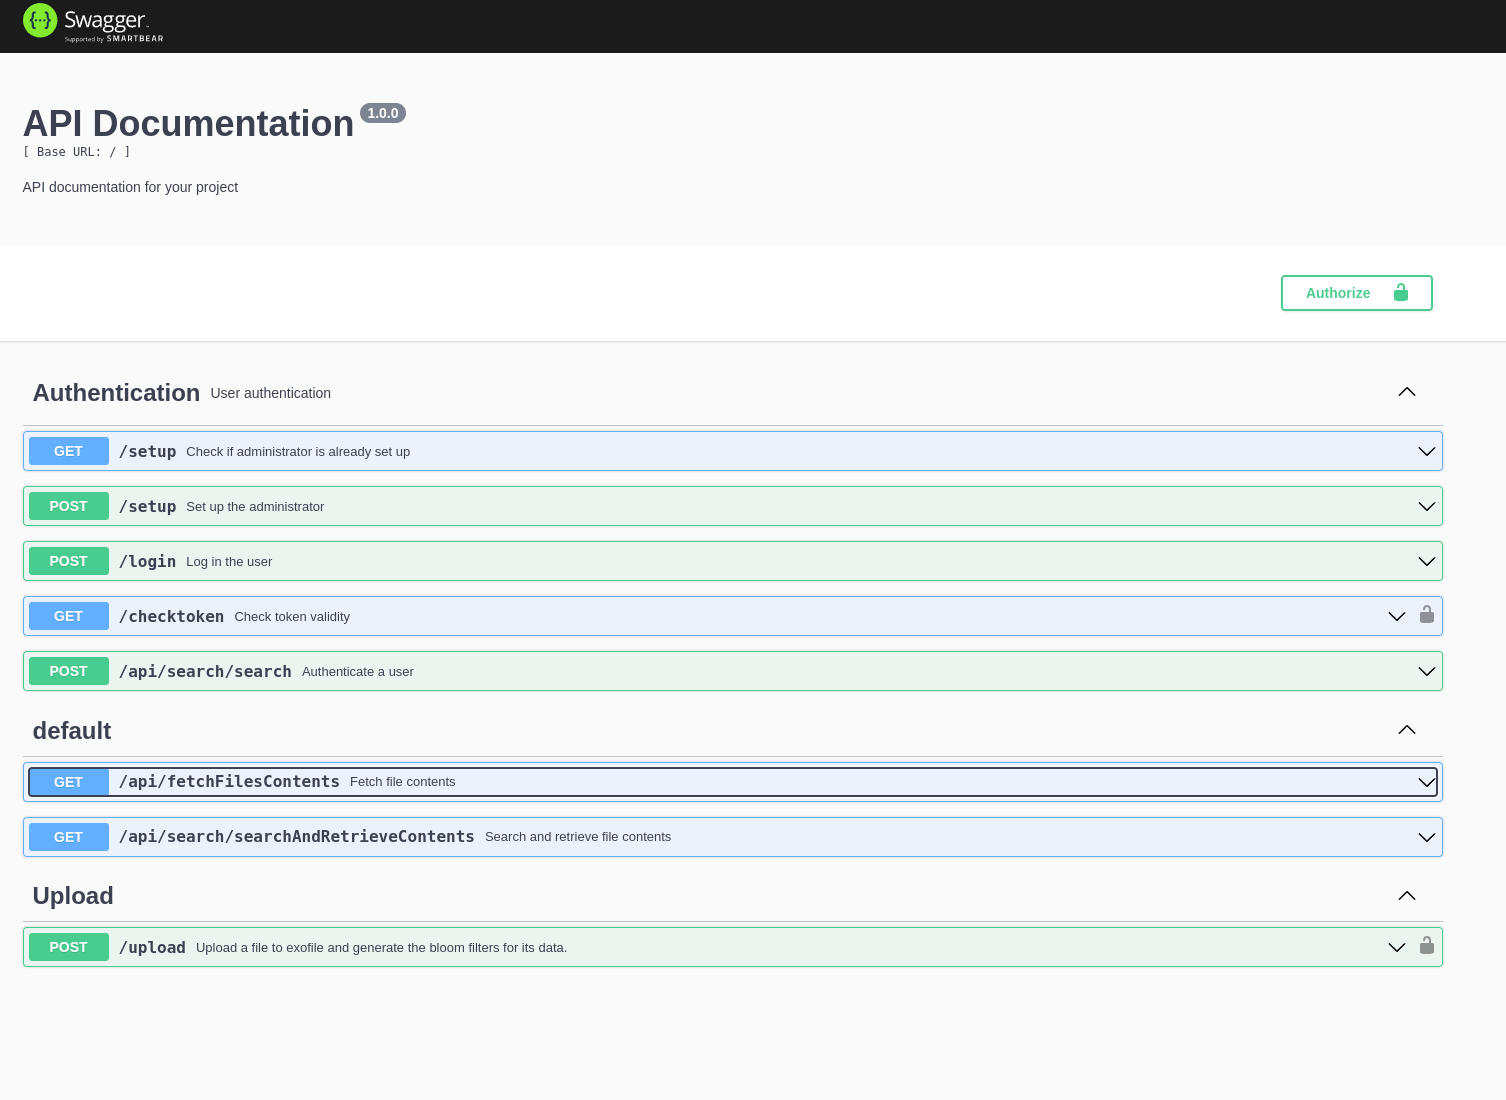 Swagger
Supported by SMARTBEAR
API Documentation 1.0.0
[ Base URL: / ]
API documentation for your project
Authorize
Authentication User authentication
GET /setup Check if administrator is already set up
POST /setup Set up the administrator
POST /login Log in the user
GET /checktoken Check token validity
POST /api/search/search Authenticate a user
default
GET /api/fetchFilesContents Fetch file contents
GET /api/search/searchAndRetrieveContents Search and retrieve file contents
Upload
POST /upload Upload a file to exofile and generate the bloom filters for its data.